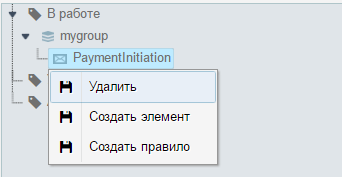 В работе
mygroup
PaymentInitiation
Удалить
Создать элемент
Создать правило